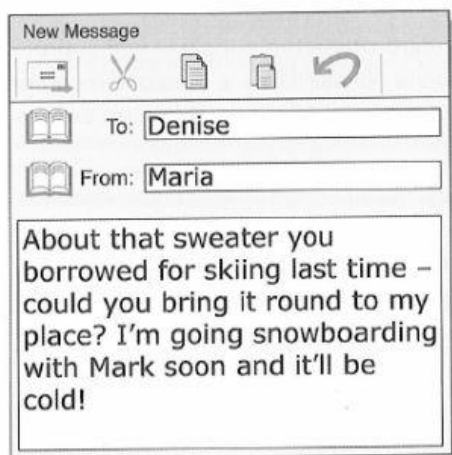 New Message
To: Denise
From: Maria
About that sweater you
borrowed for skiing last time –
could you bring it round to my
place? I'm going snowboarding
with Mark soon and it'll be
cold!